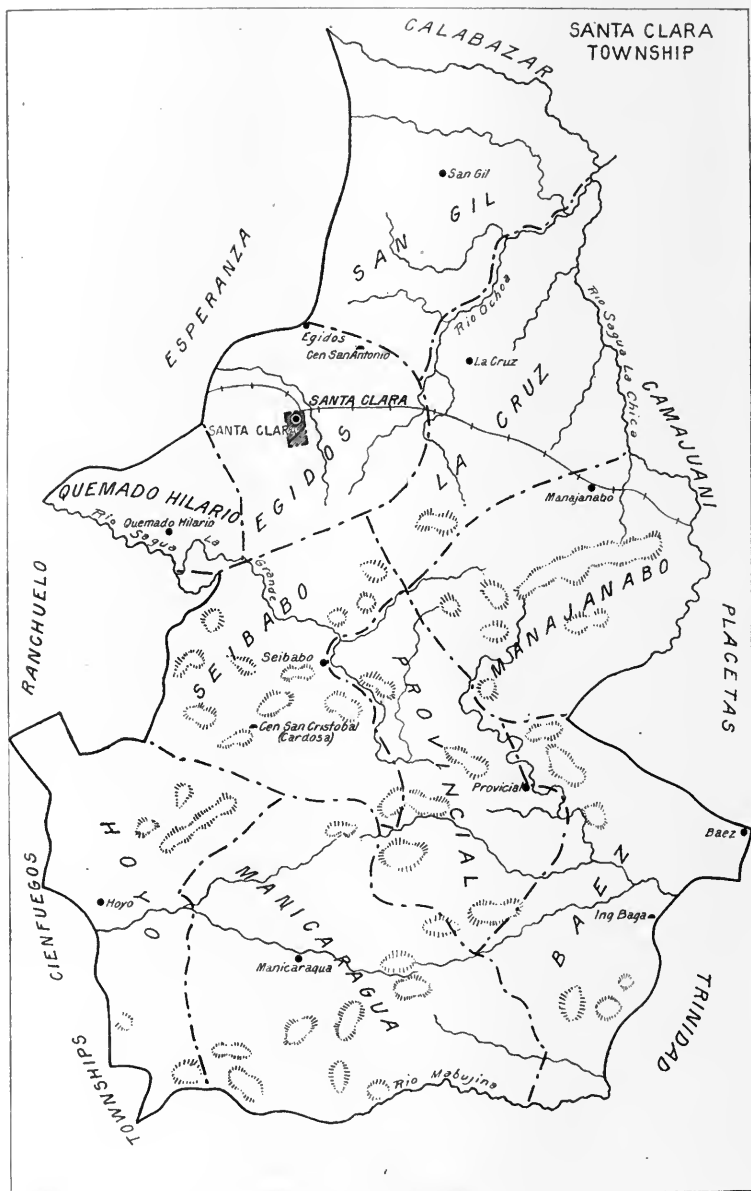 SANTA CLARA
TOWNSHIP
CALABAZAR
San Gil
SAN GIL
ESPERANZA
Rio Ochoa
Rio Sagua La Chica
Egidos
Cen San Antonio
La Cruz
CAMAJUANI
SANTA CLARA
SANTA CLARA
LA CRUZ
EGIDOS
QUEMADO HILARIO
Manajanabo
Quemado Hilario
Rio Sagua La Grande
MANAJANABO
SEIBABO
RANCHUELO
PLACETAS
Seibabo
PROVINCIAL
Cen San Cristobal
(Cardosa)
Provicial
HOYO
Baez
CIENFUEGOS
MANICARAGUA
BAEZ
Hoyo
Ing Baga
Manicaragua
TRINIDAD
Rio Mabujina
TOWNSHIPS